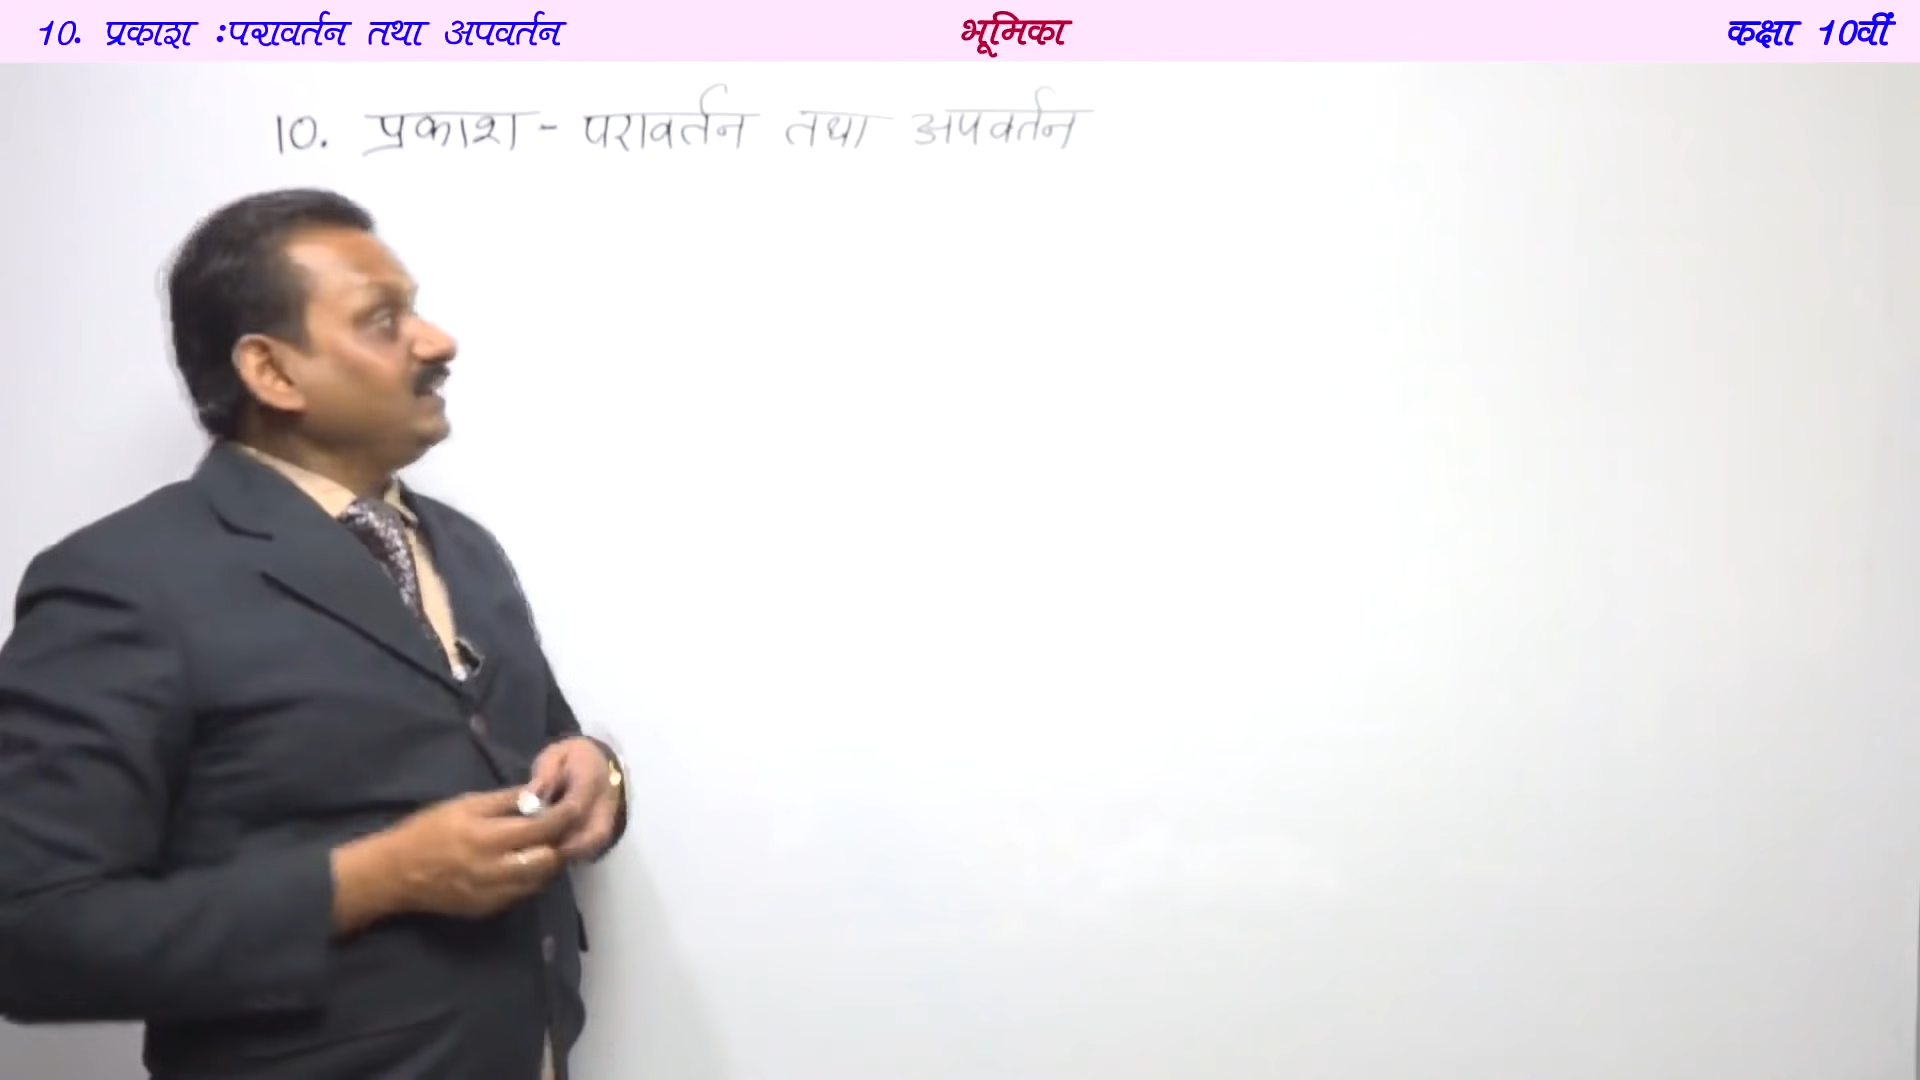 10. प्रकाश :परावर्तन तथा अपवर्तन भूमिका कक्षा 10वीं
10. प्रकाश - परावर्तन तथा अपवर्तन